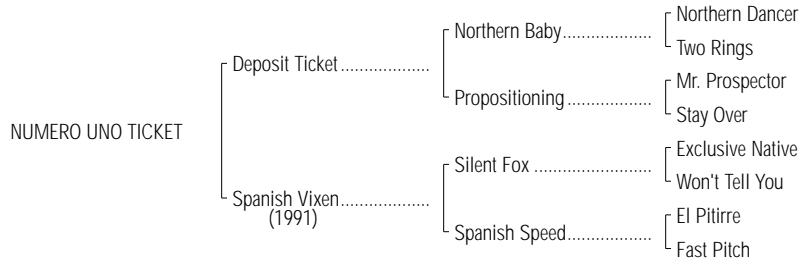 Northern Dancer
Northern Baby...................
Two Rings
Deposit Ticket...................
Mr. Prospector
Propositioning..................
Stay Over
NUMERO UNO TICKET
Exclusive Native
Silent Fox .........................
Won't Tell You
Spanish Vixen...................
(1991)
El Pitirre
Spanish Speed..................
Fast Pitch